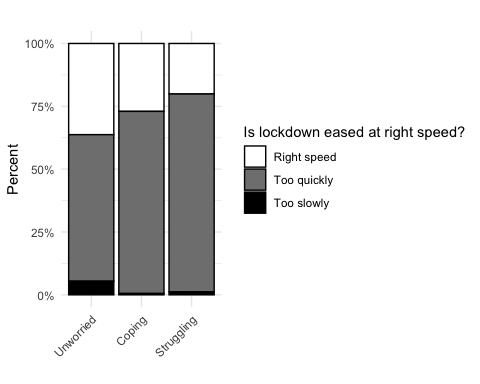 100%
75%
50%
25%
0%
Percent
Unworried
Coping
Struggling
Is lockdown eased at right speed?
Right speed
Too quickly
Too slowly